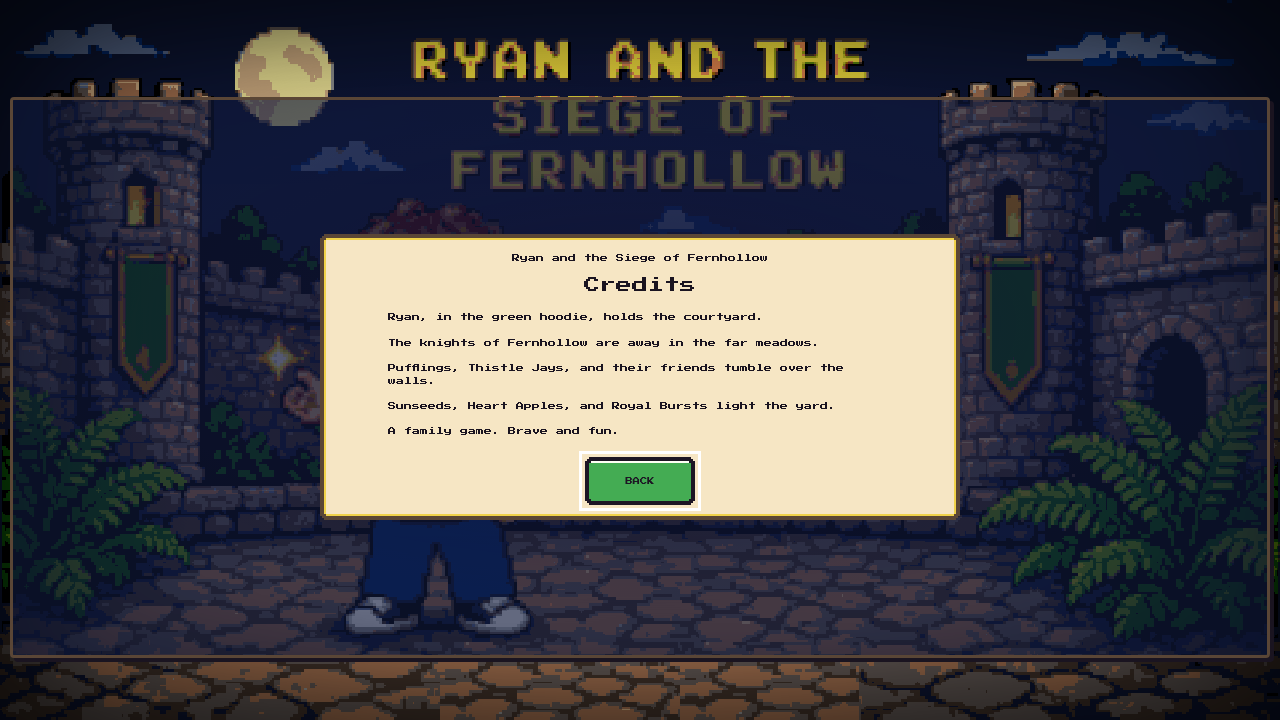 RYAN AND THE
SIEGE OF
FERNHOLLOW
Ryan and the Siege of Fernhollow
Credits
Ryan, in the green hoodie, holds the courtyard.
The knights of Fernhollow are away in the far meadows.
Pufflings, Thistle Jays, and their friends tumble over the
walls.
Sunseeds, Heart Apples, and Royal Bursts light the yard.
A family game. Brave and fun.
BACK